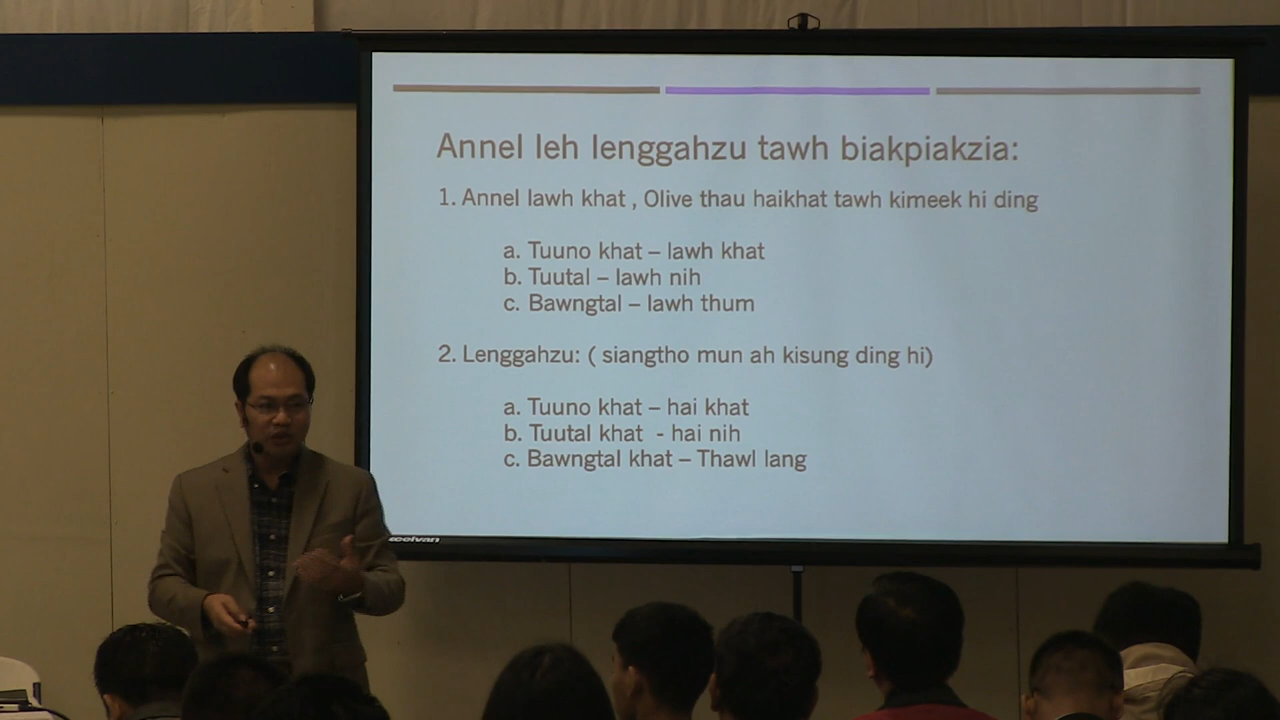 Annel leh lenggahzu tawh biakpiakzia:
1. Annel lawh khat , Olive thau haikhat tawh kimeek hi ding
a. Tuuno khat – lawh khat
b. Tuutal – lawh nih
c. Bawngtal – lawh thum
2. Lenggahzu: ( siangtho mun ah kisung ding hi)
a. Tuuno khat – hai khat
b. Tuutal khat - hai nih
c. Bawngtal khat – Thawl lang